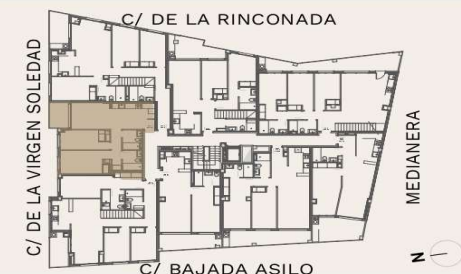 C/ DE LA RINCONADA
C/ DE LA VIRGEN SOLEDAD
MEDIANERA
C/ BAJADA ASILO
N